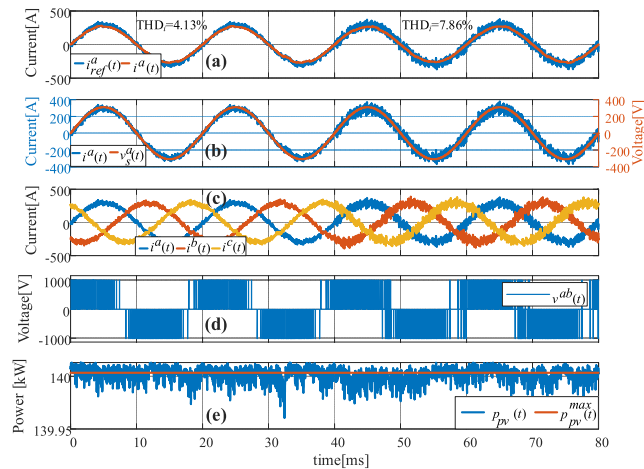 500
THD_i=4.13%
THD_i=7.86%
Current[A]
0
(a)
i^a_ref(t) i^a(t)
-500
400
400
200
200
Current[A]
0
0
Voltage[V]
(b)
-200
-200
i^a(t) v^a_s(t)
-400
-400
500
(c)
Current[A]
0
i^a(t) i^b(t) i^c(t)
-500
1000
v^ab(t)
Voltage[V]
0
(d)
-1000
140
Power [kW]
(e)
p_pv(t) p^max_pv(t)
139.95
0 10 20 30 40 50 60 70 80
time[ms]